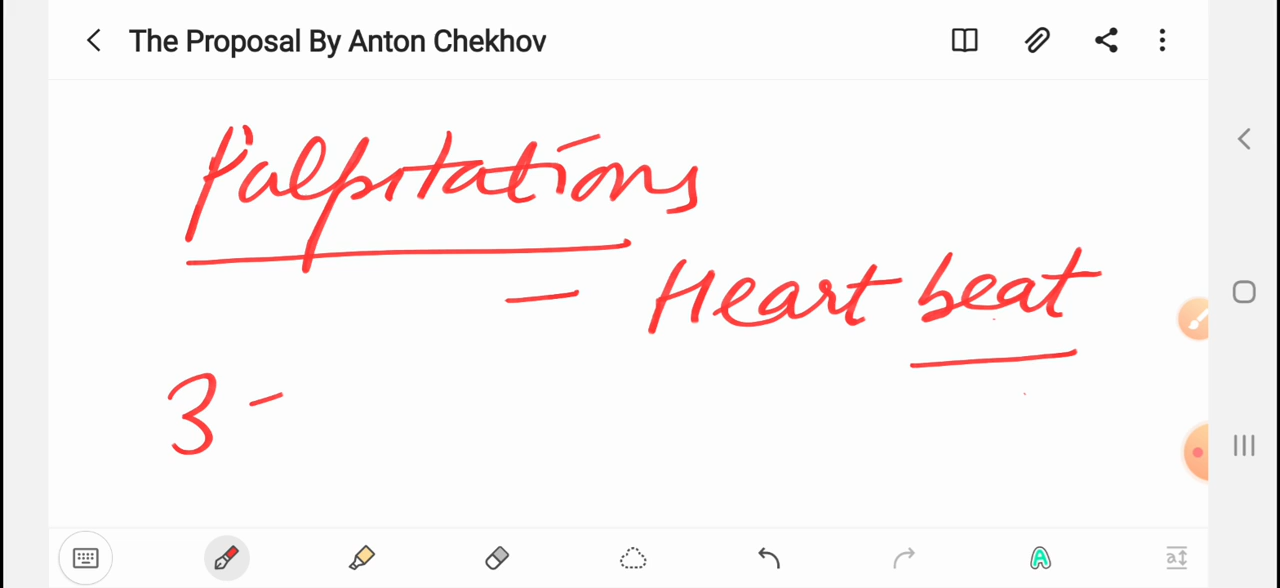 The Proposal By Anton Chekhov
Palpitations
— Heart beat
3 -
A
a